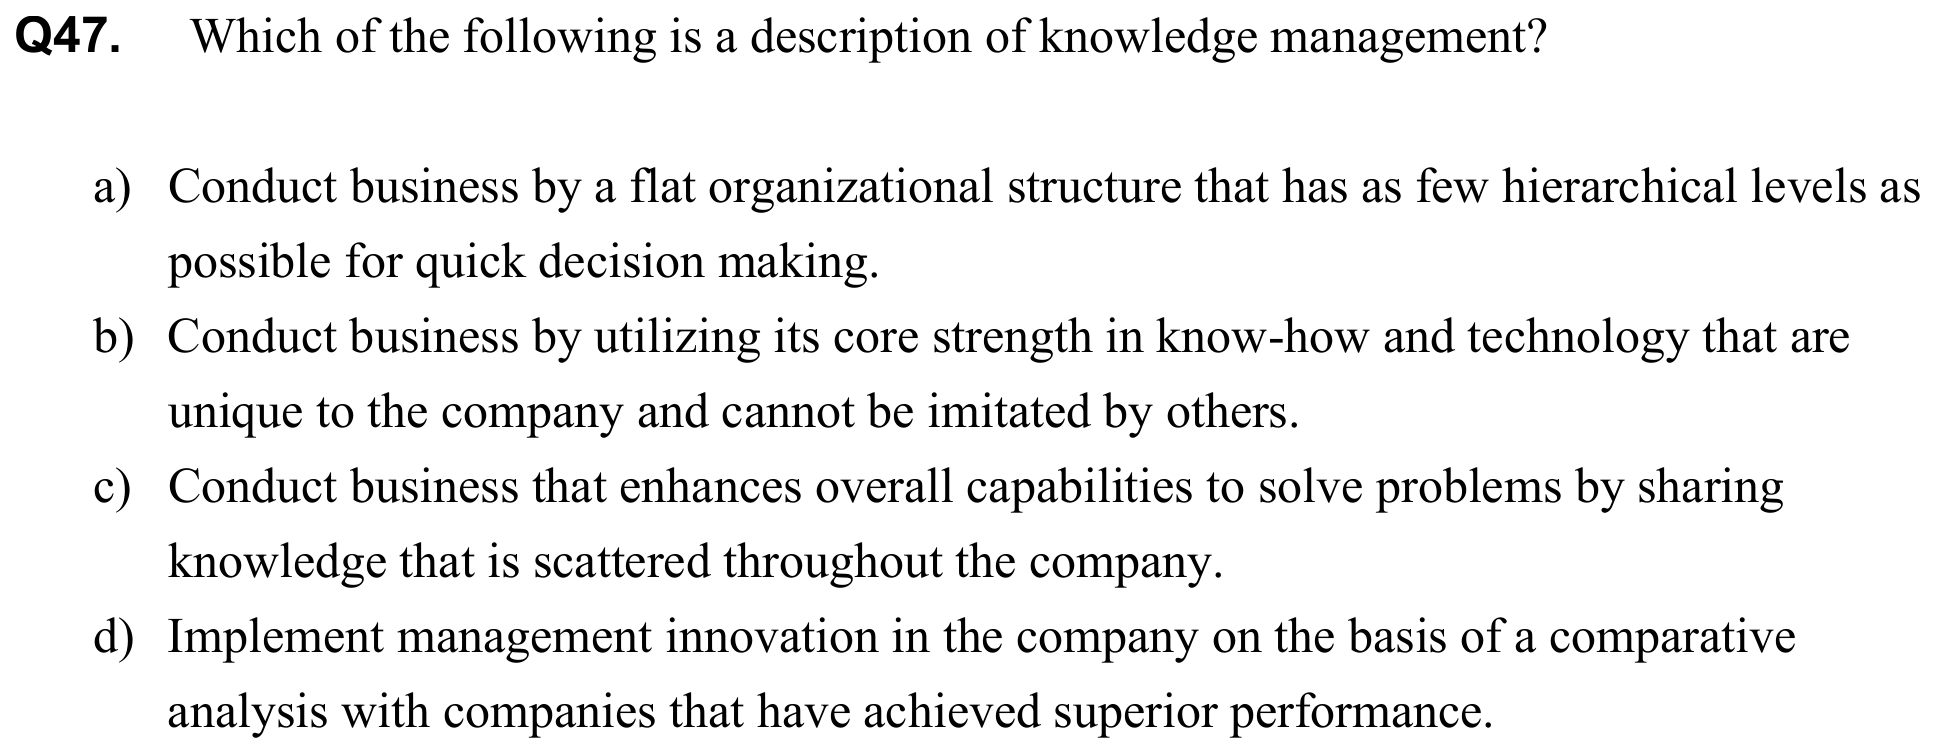 Q47. Which of the following is a description of knowledge management?
a) Conduct business by a flat organizational structure that has as few hierarchical levels as
possible for quick decision making.
b) Conduct business by utilizing its core strength in know-how and technology that are
unique to the company and cannot be imitated by others.
c) Conduct business that enhances overall capabilities to solve problems by sharing
knowledge that is scattered throughout the company.
d) Implement management innovation in the company on the basis of a comparative
analysis with companies that have achieved superior performance.